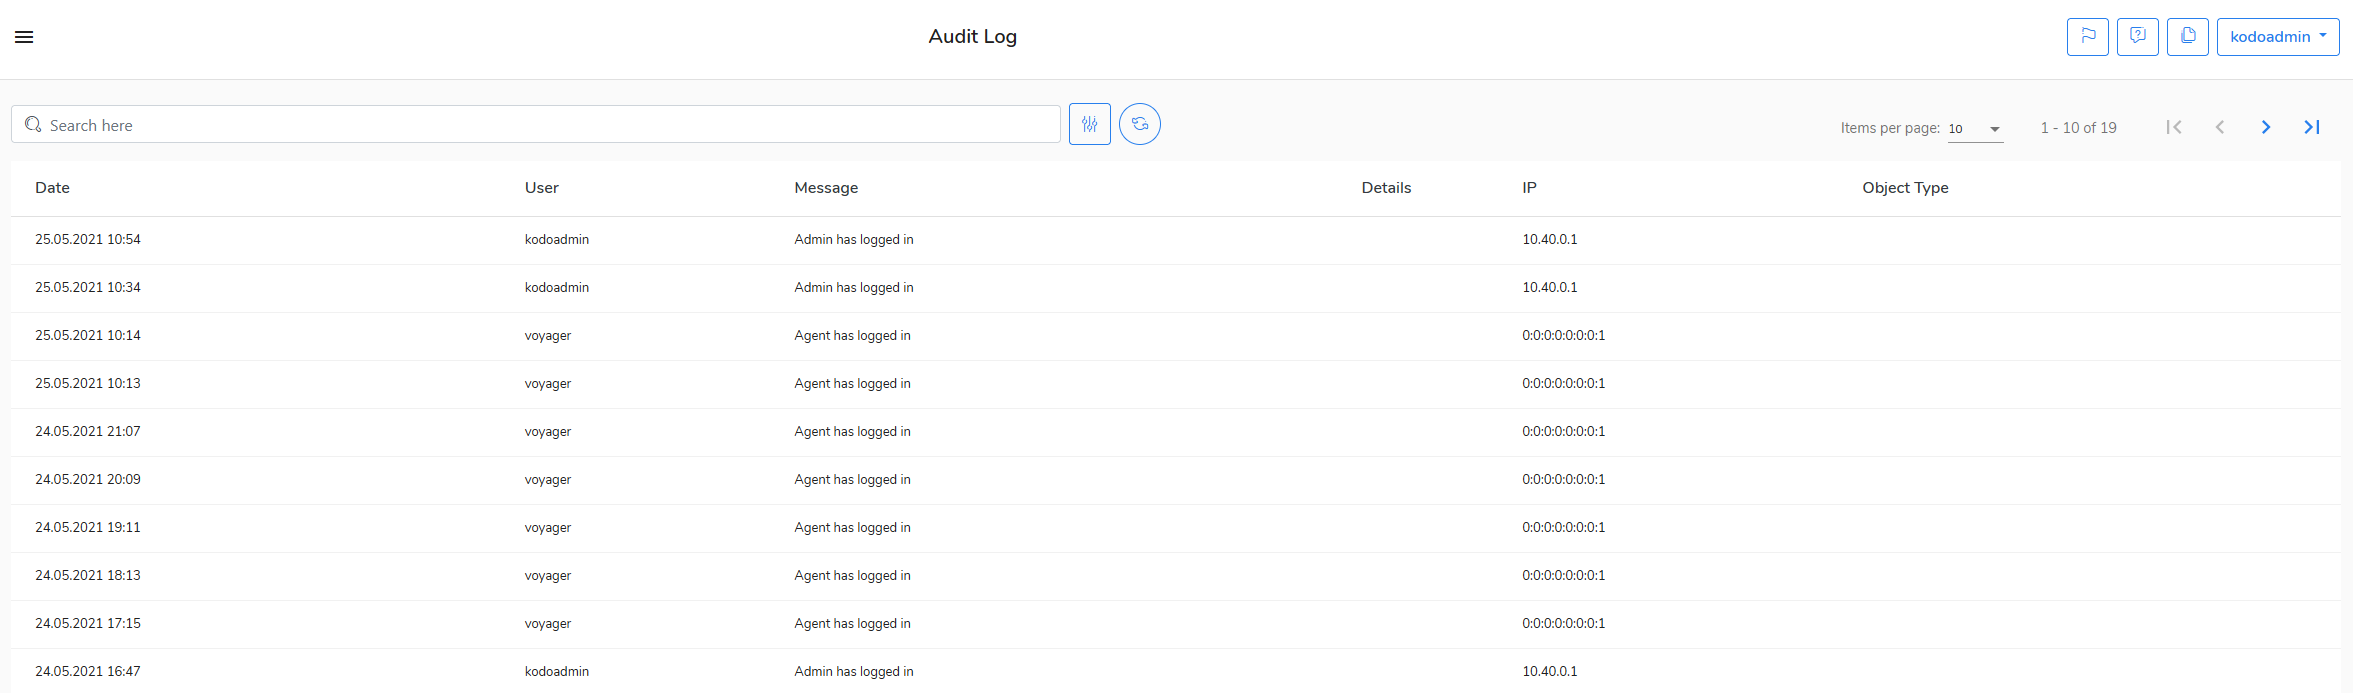 Audit Log
kodoadmin
Search here
Items per page: 10 1 - 10 of 19
Date User Message Details IP Object Type
25.05.2021 10:54 kodoadmin Admin has logged in 10.40.0.1
25.05.2021 10:34 kodoadmin Admin has logged in 10.40.0.1
25.05.2021 10:14 voyager Agent has logged in 0:0:0:0:0:0:0:1
25.05.2021 10:13 voyager Agent has logged in 0:0:0:0:0:0:0:1
24.05.2021 21:07 voyager Agent has logged in 0:0:0:0:0:0:0:1
24.05.2021 20:09 voyager Agent has logged in 0:0:0:0:0:0:0:1
24.05.2021 19:11 voyager Agent has logged in 0:0:0:0:0:0:0:1
24.05.2021 18:13 voyager Agent has logged in 0:0:0:0:0:0:0:1
24.05.2021 17:15 voyager Agent has logged in 0:0:0:0:0:0:0:1
24.05.2021 16:47 kodoadmin Admin has logged in 10.40.0.1